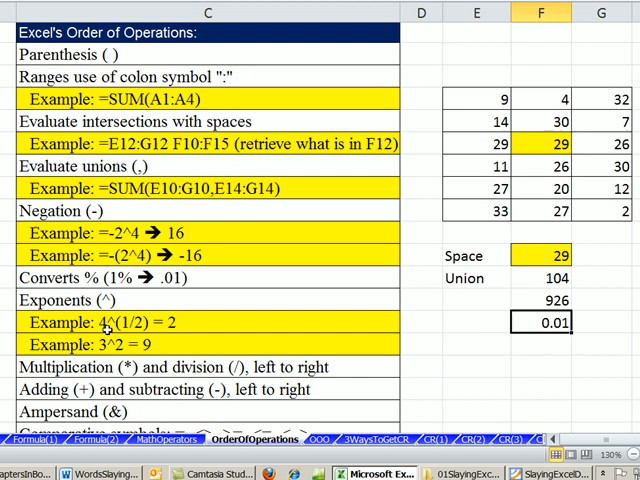 C D E F G
Excel's Order of Operations:
Parenthesis ( )
Ranges use of colon symbol ":"
Example: =SUM(A1:A4) 9 4 32
Evaluate intersections with spaces 14 30 7
Example: =E12:G12 F10:F15 (retrieve what is in F12) 29 29 26
Evaluate unions (,) 11 26 30
Example: =SUM(E10:G10,E14:G14) 27 20 12
Negation (-) 33 27 2
Example: =-2^4 → 16
Example: =-(2^4) → -16 Space 29
Converts % (1% → .01) Union 104
Exponents (^) 926
Example: 4^(1/2) = 2 0.01
Example: 3^2 = 9
Multiplication (*) and division (/), left to right
Adding (+) and subtracting (-), left to right
Ampersand (&)
Formula(1) Formula(2) MathOperators OrderOfOperations OOO 3WaysToGetCR CR(1) CR(2) CR(3)
130%
aptersInBo... WordsSlaying... Camtasia Stud... Microsoft Ex... 01SlayingExc... SlayingExcelD...